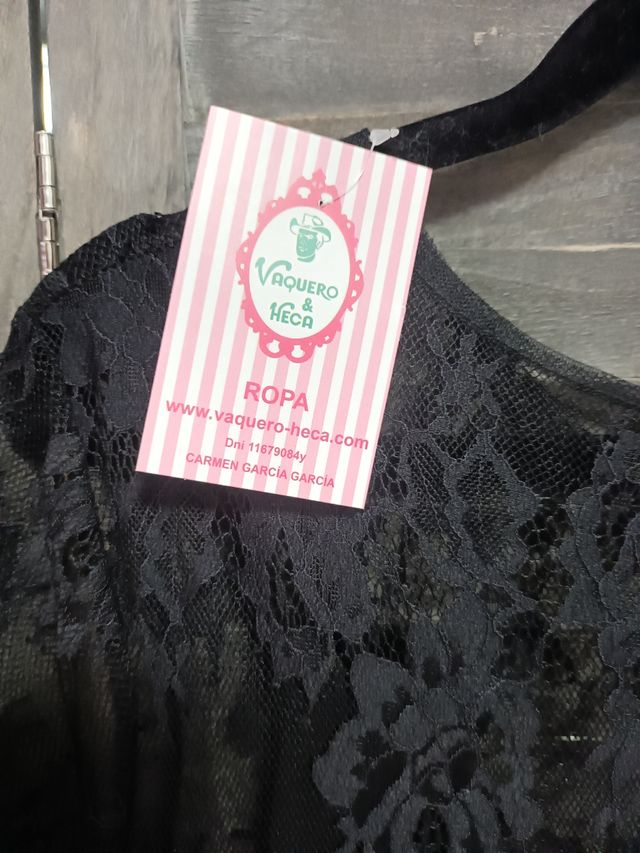 VAQUERO
&
HECA
ROPA
www.vaquero-heca.com
Dni 11679084y
CARMEN GARCÍA GARCÍA